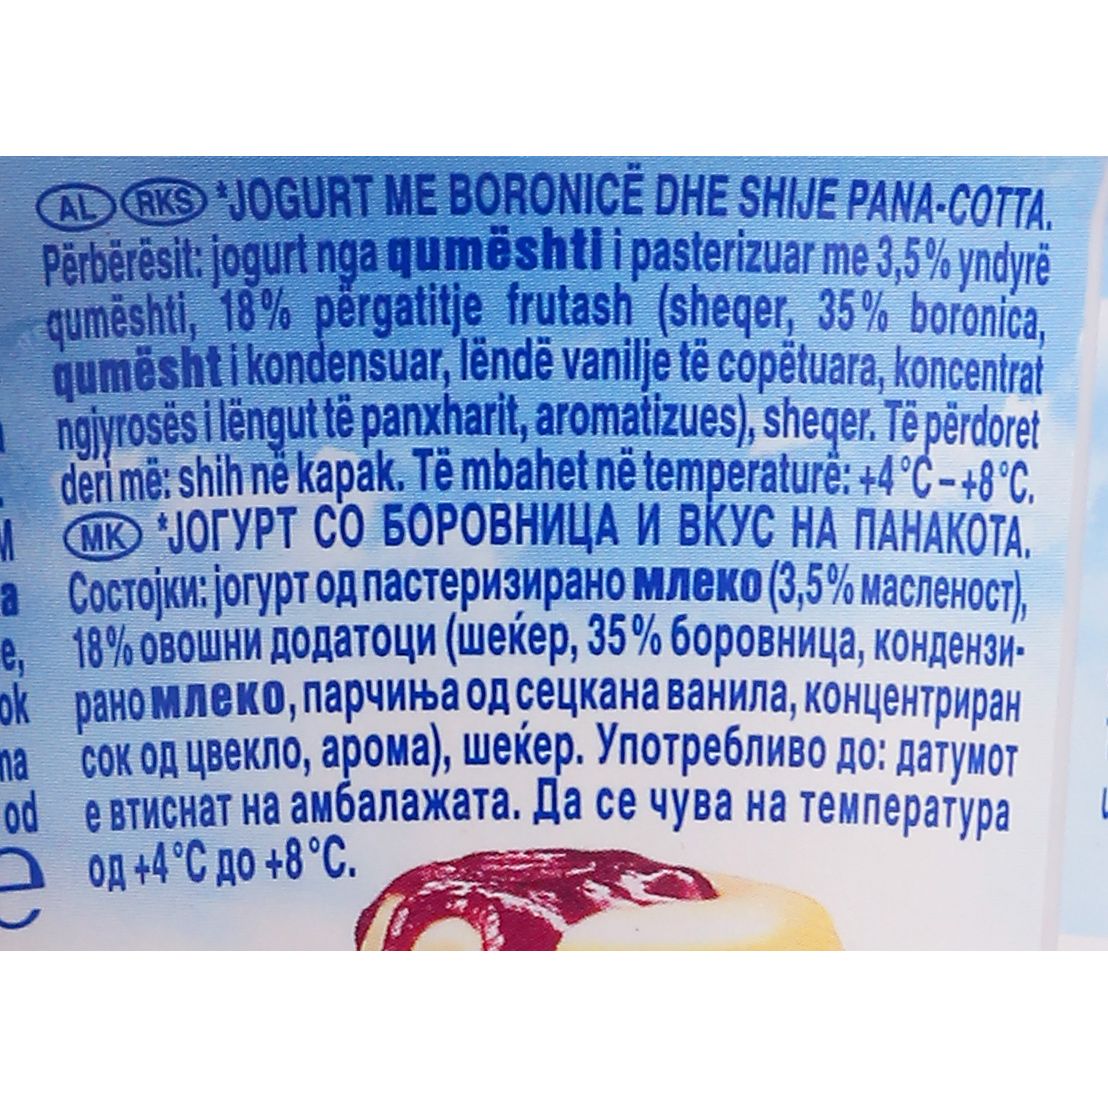 AL RKS *JOGURT ME BORONICË DHE SHIJE PANA-COTTA.
Përbërësit: jogurt nga qumështi i pasterizuar me 3,5% yndyrë
qumështi, 18% përgatitje frutash (sheqer, 35% boronica,
qumësht i kondensuar, lëndë vanilje të copëtuara, koncentrat
ngjyrosës i lëngut të panxharit, aromatizues), sheqer. Të përdoret
deri më: shih në kapak. Të mbahet në temperaturë: +4°C – +8°C.
MK *ЈОГУРТ СО БОРОВНИЦА И ВКУС НА ПАНАКОТА.
Состојки: јогурт од пастеризирано млеко (3,5% масленост),
18% овошни додатоци (шеќер, 35% боровница, кондензи-
рано млеко, парчиња од сецкана ванила, концентриран
сок од цвекло, арома), шеќер. Употребливо до: датумот
е втиснат на амбалажата. Да се чува на температура
од +4°C до +8°C.
od
e